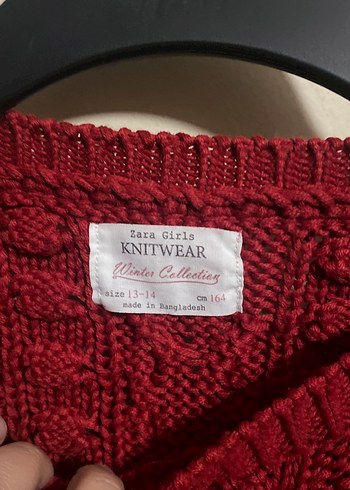 Zara Girls
KNITWEAR
Winter Collection
size 13-14 cm 164
made in Bangladesh